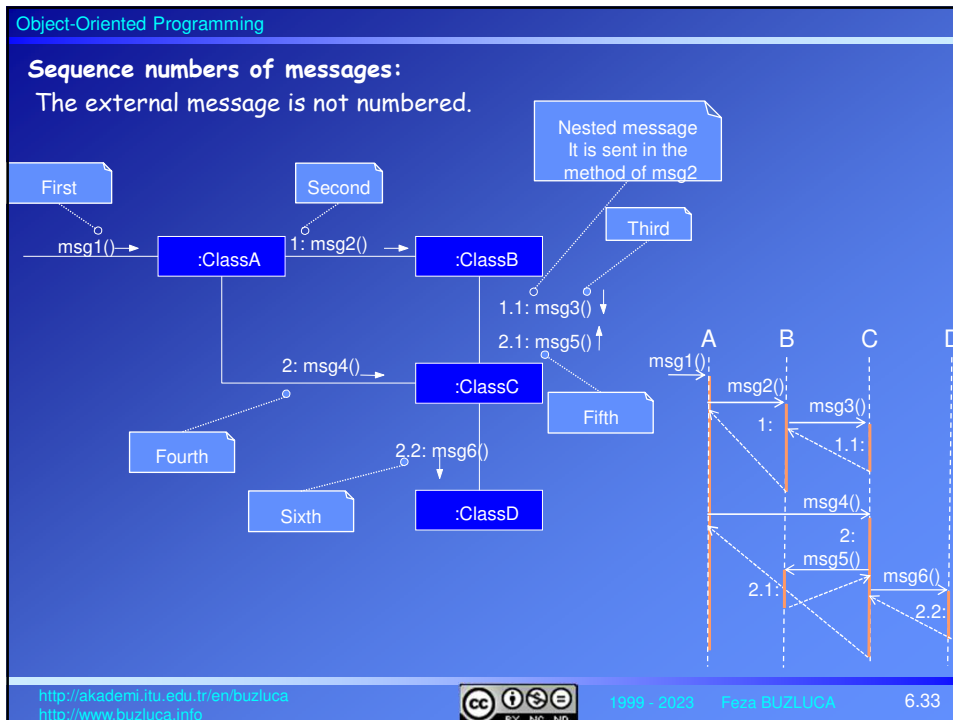 Object-Oriented Programming
Sequence numbers of messages:
The external message is not numbered.
Nested message
It is sent in the
method of msg2
First
Second
Third
msg1()
:ClassA
1: msg2()
:ClassB
1.1: msg3()
2.1: msg5()
2: msg4()
:ClassC
Fifth
Fourth
2.2: msg6()
Sixth
:ClassD
A B C D
msg1()
msg2()
msg3()
1:
1.1:
msg4()
2:
msg5()
msg6()
2.1:
2.2:
http://akademi.itu.edu.tr/en/buzluca
http://www.buzluca.info
cc
BY NC ND
1999 - 2023 Feza BUZLUCA 6.33